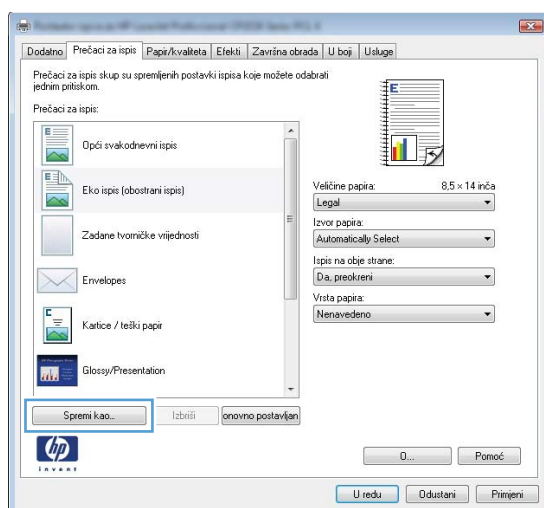 Dodatno Prečaci za ispis Papir/kvaliteta Efekti Završna obrada U boji Usluge
Prečaci za ispis skup su spremljenih postavki ispisa koje možete odabrati
jednim pritiskom.
Prečaci za ispis:
Opći svakodnevni ispis
Eko ispis (obostrani ispis)
Zadane tvorničke vrijednosti
Envelopes
Kartice / teški papir
Glossy/Presentation
Spremi kao...
Izbriši
onovno postavljan
E
Veličine papira: 8,5 × 14 inča
Legal
Izvor papira:
Automatically Select
Ispis na obje strane:
Da, preokreni
Vrsta papira:
Nenavedeno
hp
invent
O...
Pomoć
U redu
Odustani
Primijeni